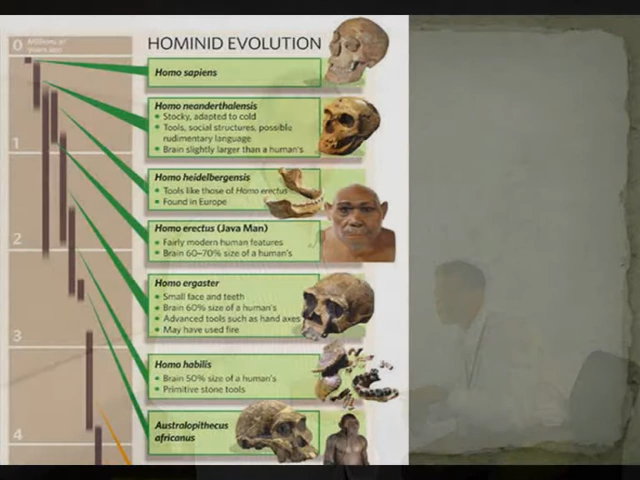 HOMINID EVOLUTION
0 Millions of
years ago
Homo sapiens
Homo neanderthalensis
• Stocky, adapted to cold
• Tools, social structures, possible
rudimentary language
• Brain slightly larger than a human's
1
Homo heidelbergensis
• Tools like those of Homo erectus
• Found in Europe
Homo erectus (Java Man)
• Fairly modern human features
• Brain 60–70% size of a human's
2
Homo ergaster
• Small face and teeth
• Brain 60% size of a human's
• Advanced tools such as hand axes
• May have used fire
3
Homo habilis
• Brain 50% size of a human's
• Primitive stone tools
Australopithecus
africanus
4